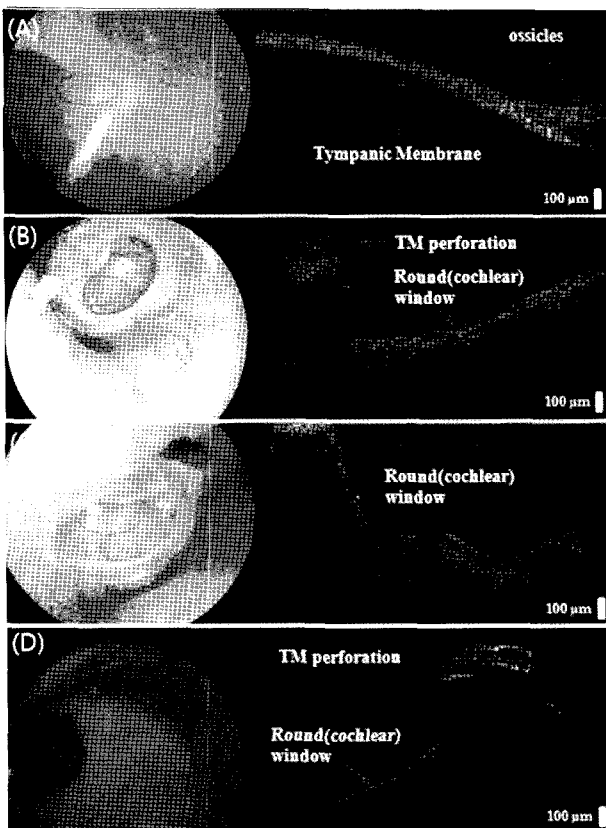 (A)
ossicles
Tympanic Membrane
100 μm
(B)
TM perforation
Round(cochlear)
window
100 μm
Round(cochlear)
window
100 μm
(D)
TM perforation
Round(cochlear)
window
100 μm